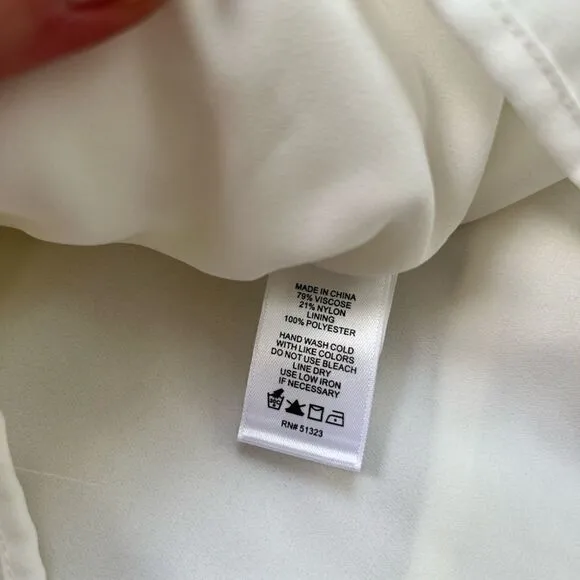 MADE IN CHINA
79% VISCOSE
21% NYLON
LINING
100% POLYESTER
HAND WASH COLD
WITH LIKE COLORS
DO NOT USE BLEACH
LINE DRY
USE LOW IRON
IF NECESSARY
RN# 51323